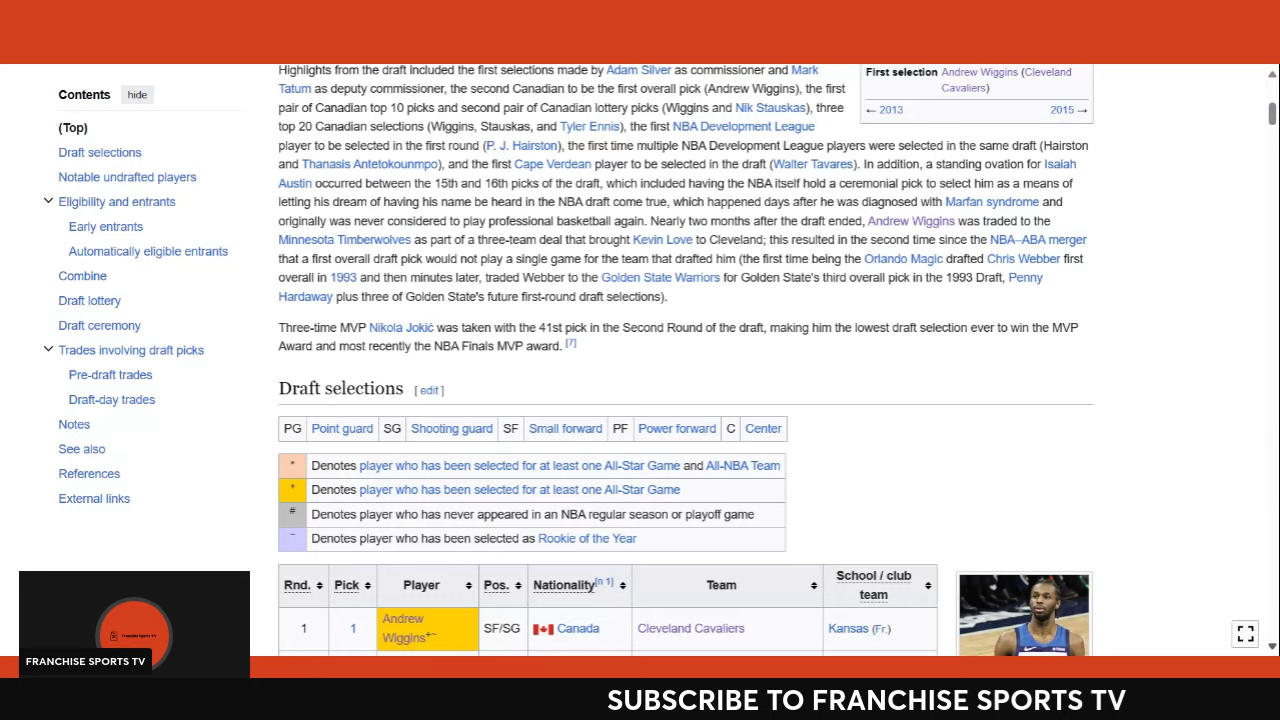 Contents hide
(Top)
Draft selections
Notable undrafted players
Eligibility and entrants
Early entrants
Automatically eligible entrants
Combine
Draft lottery
Draft ceremony
Trades involving draft picks
Pre-draft trades
Draft-day trades
Notes
See also
References
External links
Highlights from the draft included the first selections made by Adam Silver as commissioner and Mark
Tatum as deputy commissioner, the second Canadian to be the first overall pick (Andrew Wiggins), the first
pair of Canadian top 10 picks and second pair of Canadian lottery picks (Wiggins and Nik Stauskas), three
top 20 Canadian selections (Wiggins, Stauskas, and Tyler Ennis), the first NBA Development League
player to be selected in the first round (P. J. Hairston), the first time multiple NBA Development League players were selected in the same draft (Hairston
and Thanasis Antetokounmpo), and the first Cape Verdean player to be selected in the draft (Walter Tavares). In addition, a standing ovation for Isaiah
Austin occurred between the 15th and 16th picks of the draft, which included having the NBA itself hold a ceremonial pick to select him as a means of
letting his dream of having his name be heard in the NBA draft come true, which happened days after he was diagnosed with Marfan syndrome and
originally was never considered to play professional basketball again. Nearly two months after the draft ended, Andrew Wiggins was traded to the
Minnesota Timberwolves as part of a three-team deal that brought Kevin Love to Cleveland; this resulted in the second time since the NBA–ABA merger
that a first overall draft pick would not play a single game for the team that drafted him (the first time being the Orlando Magic drafted Chris Webber first
overall in 1993 and then minutes later, traded Webber to the Golden State Warriors for Golden State's third overall pick in the 1993 Draft, Penny
Hardaway plus three of Golden State's future first-round draft selections).
First selection Andrew Wiggins (Cleveland
Cavaliers)
← 2013 2015 →
Three-time MVP Nikola Jokić was taken with the 41st pick in the Second Round of the draft, making him the lowest draft selection ever to win the MVP
Award and most recently the NBA Finals MVP award. [7]
Draft selections [ edit ]
PG Point guard SG Shooting guard SF Small forward PF Power forward C Center
* Denotes player who has been selected for at least one All-Star Game and All-NBA Team
+ Denotes player who has been selected for at least one All-Star Game
# Denotes player who has never appeared in an NBA regular season or playoff game
~ Denotes player who has been selected as Rookie of the Year
Rnd. Pick Player Pos. Nationality[n 1] Team School / club
team
1 1 Andrew
Wiggins+~ SF/SG Canada Cleveland Cavaliers Kansas (Fr.)
Franchise Sports TV
FRANCHISE SPORTS TV
SUBSCRIBE TO FRANCHISE SPORTS TV